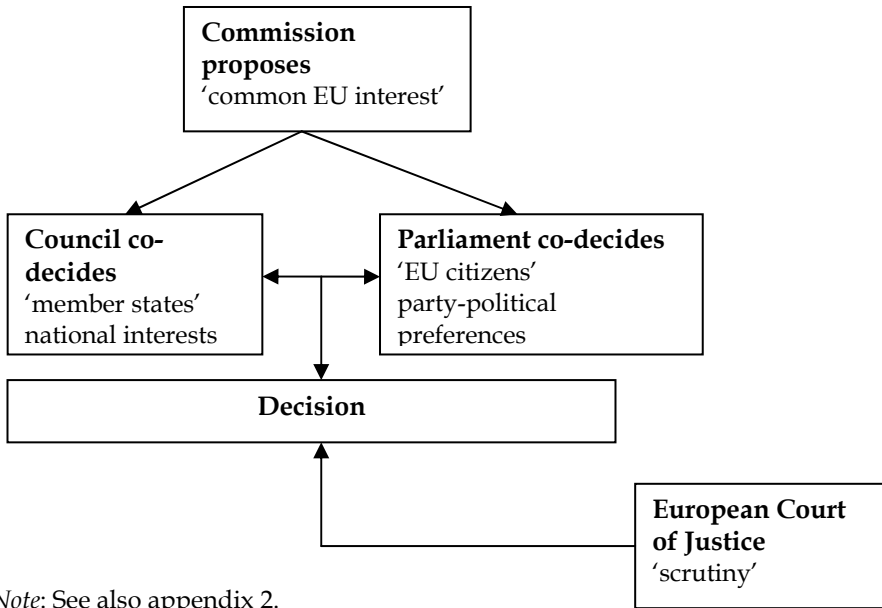 Commission
proposes
‘common EU interest’
Council co-
decides
‘member states’
national interests
Parliament co-decides
‘EU citizens’
party-political
preferences
Decision
European Court
of Justice
‘scrutiny’
Note: See also appendix 2.